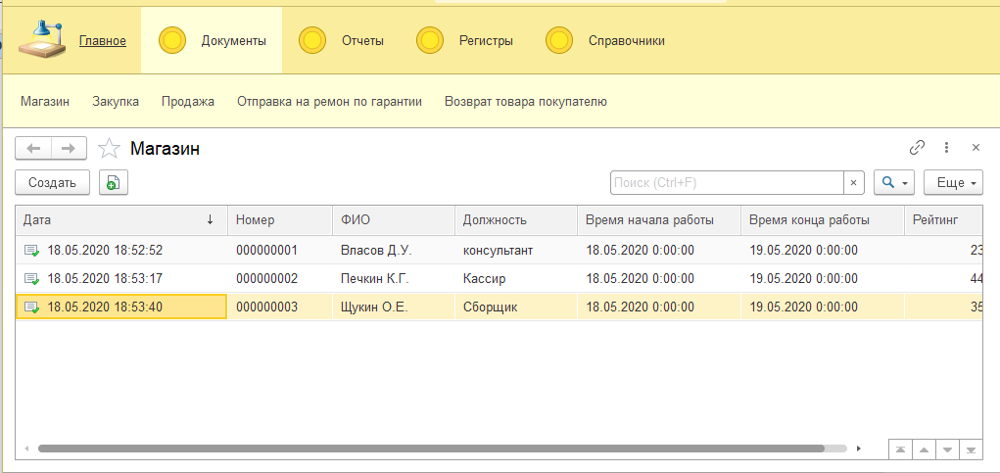 Главное Документы Отчеты Регистры Справочники
Магазин Закупка Продажа Отправка на ремон по гарантии Возврат товара покупателю
Магазин
Создать Поиск (Ctrl+F) Еще
Дата Номер ФИО Должность Время начала работы Время конца работы Рейтинг
18.05.2020 18:52:52 000000001 Власов Д.У. консультант 18.05.2020 0:00:00 19.05.2020 0:00:00 23
18.05.2020 18:53:17 000000002 Печкин К.Г. Кассир 18.05.2020 0:00:00 19.05.2020 0:00:00 44
18.05.2020 18:53:40 000000003 Щукин О.Е. Сборщик 18.05.2020 0:00:00 19.05.2020 0:00:00 35